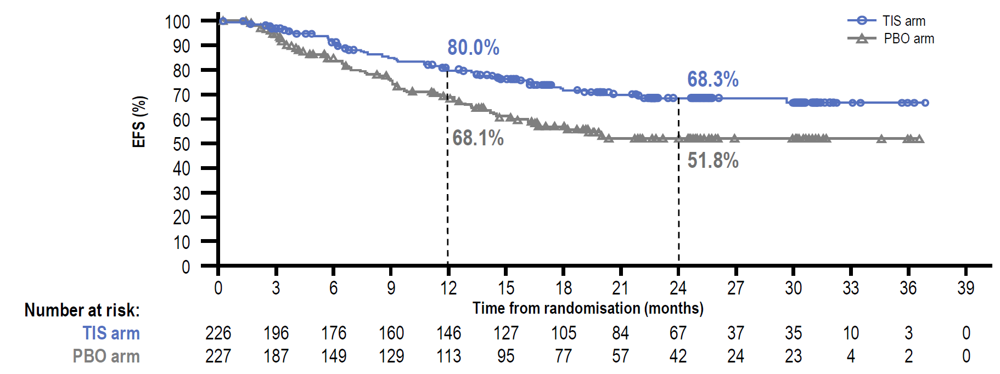 TIS arm
PBO arm
EFS (%)
100
90
80
70
60
50
40
30
20
10
0
80.0%
68.1%
68.3%
51.8%
0 3 6 9 12 15 18 21 24 27 30 33 36 39
Time from randomisation (months)
Number at risk:
TIS arm 226 196 176 160 146 127 105 84 67 37 35 10 3 0
PBO arm 227 187 149 129 113 95 77 57 42 24 23 4 2 0